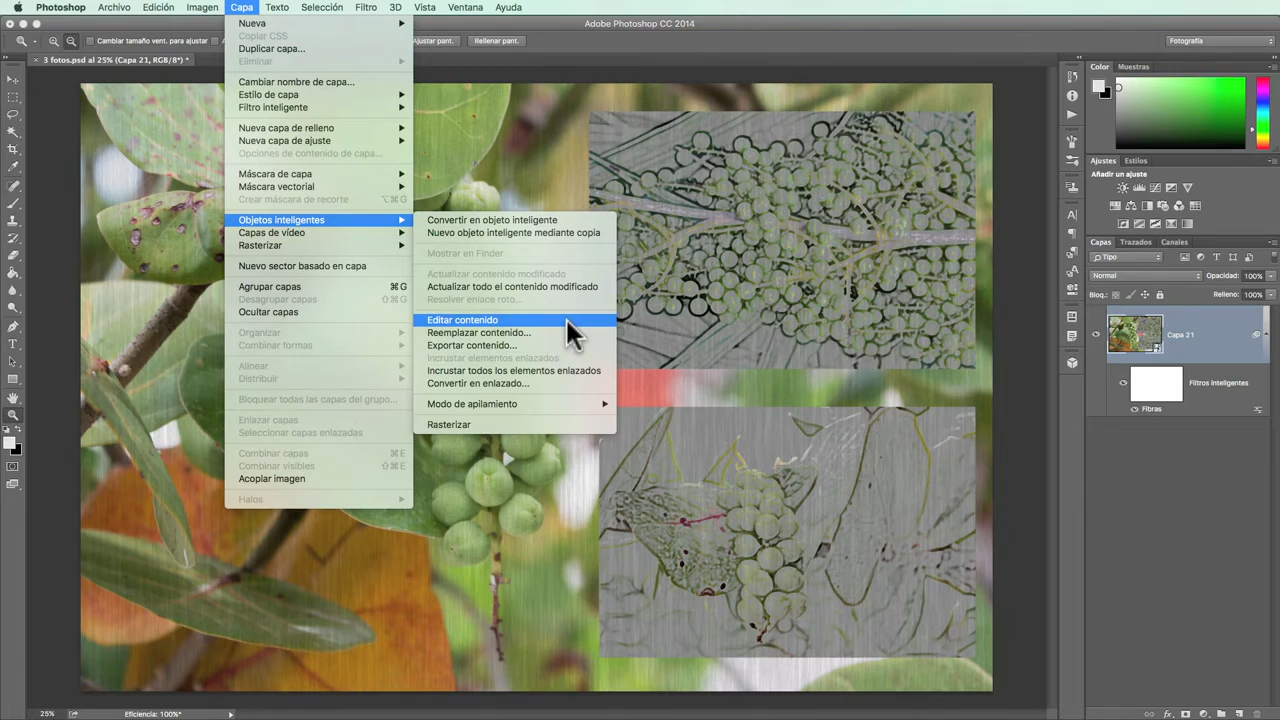 Photoshop Archivo Edición Imagen Capa Texto Selección Filtro 3D Vista Ventana Ayuda
Adobe Photoshop CC 2014
Cambiar tamaño vent. para ajustar
Ajustar pant.
Rellenar pant.
Fotografía
3 fotos.psd al 25% (Capa 21, RGB/8*) *
Nueva
Copiar CSS
Duplicar capa...
Eliminar
Cambiar nombre de capa...
Estilo de capa
Filtro inteligente
Nueva capa de relleno
Nueva capa de ajuste
Opciones de contenido de capa...
Máscara de capa
Máscara vectorial
Crear máscara de recorte ⌥⌘G
Objetos inteligentes
Capas de vídeo
Rasterizar
Nuevo sector basado en capa
Agrupar capas ⌘G
Desagrupar capas ⇧⌘G
Ocultar capas
Organizar
Combinar formas
Alinear
Distribuir
Bloquear todas las capas del grupo...
Enlazar capas
Seleccionar capas enlazadas
Combinar capas ⌘E
Combinar visibles ⇧⌘E
Acoplar imagen
Halos
Convertir en objeto inteligente
Nuevo objeto inteligente mediante copia
Mostrar en Finder
Actualizar contenido modificado
Actualizar todo el contenido modificado
Resolver enlace roto...
Editar contenido
Reemplazar contenido...
Exportar contenido...
Incrustar elementos enlazados
Incrustar todos los elementos enlazados
Convertir en enlazado...
Modo de apilamiento
Rasterizar
Color Muestras
Ajustes Estilos
Añadir un ajuste
Capas Trazados Canales
Tipo
Normal Opacidad: 100%
Bloq.: Relleno: 100%
Capa 21
Filtros Inteligentes
Fibras
25% Eficiencia: 100%*